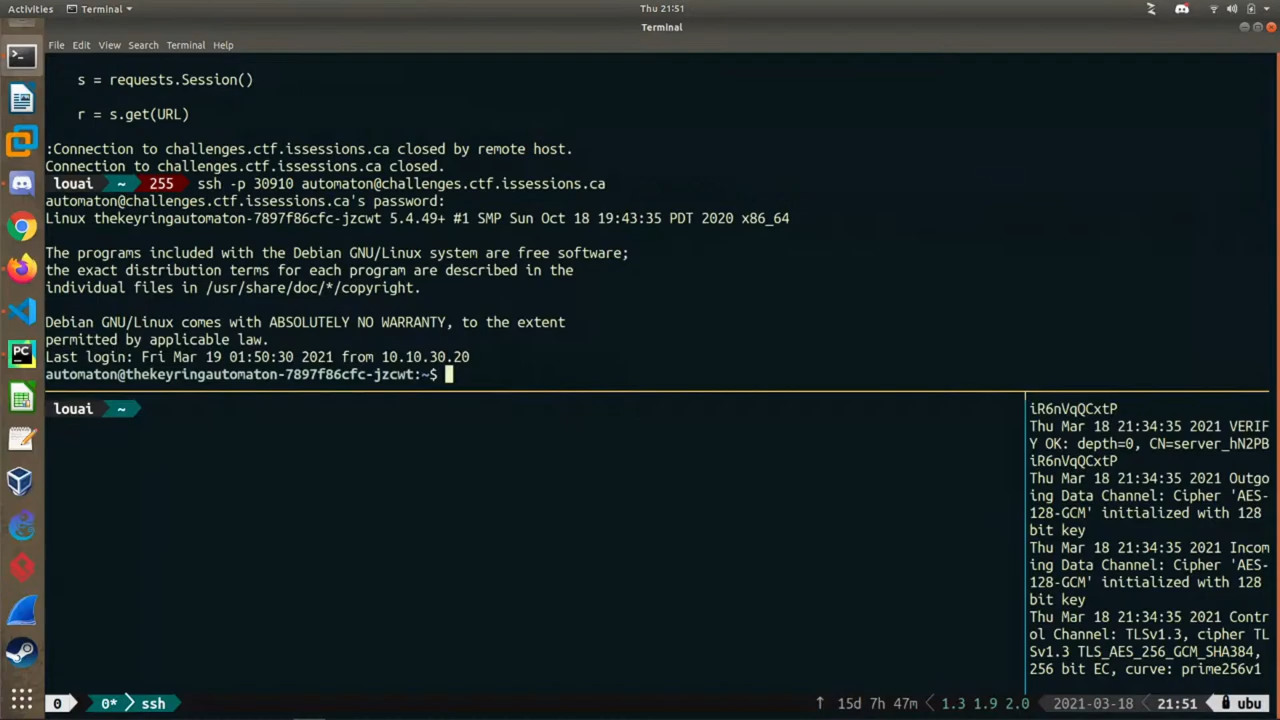 Activities Terminal Thu 21:51
Terminal
File Edit View Search Terminal Help
s = requests.Session()
r = s.get(URL)
:Connection to challenges.ctf.issessions.ca closed by remote host.
Connection to challenges.ctf.issessions.ca closed.
louai ~ 255 ssh -p 30910 automaton@challenges.ctf.issessions.ca
automaton@challenges.ctf.issessions.ca's password:
Linux thekeyringautomaton-7897f86cfc-jzcwt 5.4.49+ #1 SMP Sun Oct 18 19:43:35 PDT 2020 x86_64
The programs included with the Debian GNU/Linux system are free software;
the exact distribution terms for each program are described in the
individual files in /usr/share/doc/*/copyright.
Debian GNU/Linux comes with ABSOLUTELY NO WARRANTY, to the extent
permitted by applicable law.
Last login: Fri Mar 19 01:50:30 2021 from 10.10.30.20
automaton@thekeyringautomaton-7897f86cfc-jzcwt:~$
louai ~
iR6nVqQCxtP
Thu Mar 18 21:34:35 2021 VERIF
Y OK: depth=0, CN=server_hN2PB
iR6nVqQCxtP
Thu Mar 18 21:34:35 2021 Outgo
ing Data Channel: Cipher 'AES-
128-GCM' initialized with 128
bit key
Thu Mar 18 21:34:35 2021 Incom
ing Data Channel: Cipher 'AES-
128-GCM' initialized with 128
bit key
Thu Mar 18 21:34:35 2021 Contr
ol Channel: TLSv1.3, cipher TL
Sv1.3 TLS_AES_256_GCM_SHA384,
256 bit EC, curve: prime256v1
0 0* ssh ↑ 15d 7h 47m 1.3 1.9 2.0 2021-03-18 21:51 ubu